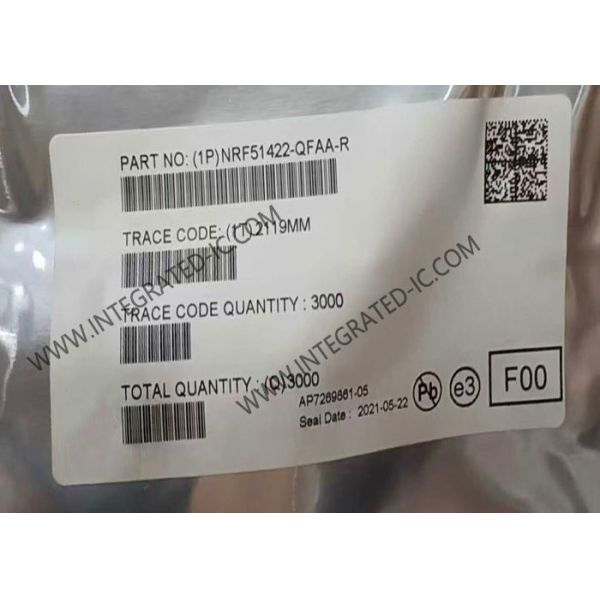 PART NO: (1P)NRF51422-QFAA-R
TRACE CODE: (1T)2119MM
TRACE CODE QUANTITY : 3000
TOTAL QUANTITY : (Q)3000
AP7269861-05
Seal Date : 2021-05-22
Pb
e3
F00
WWW.INTEGRATED-IC.COM
WWW.INTEGRATED-IC.COM